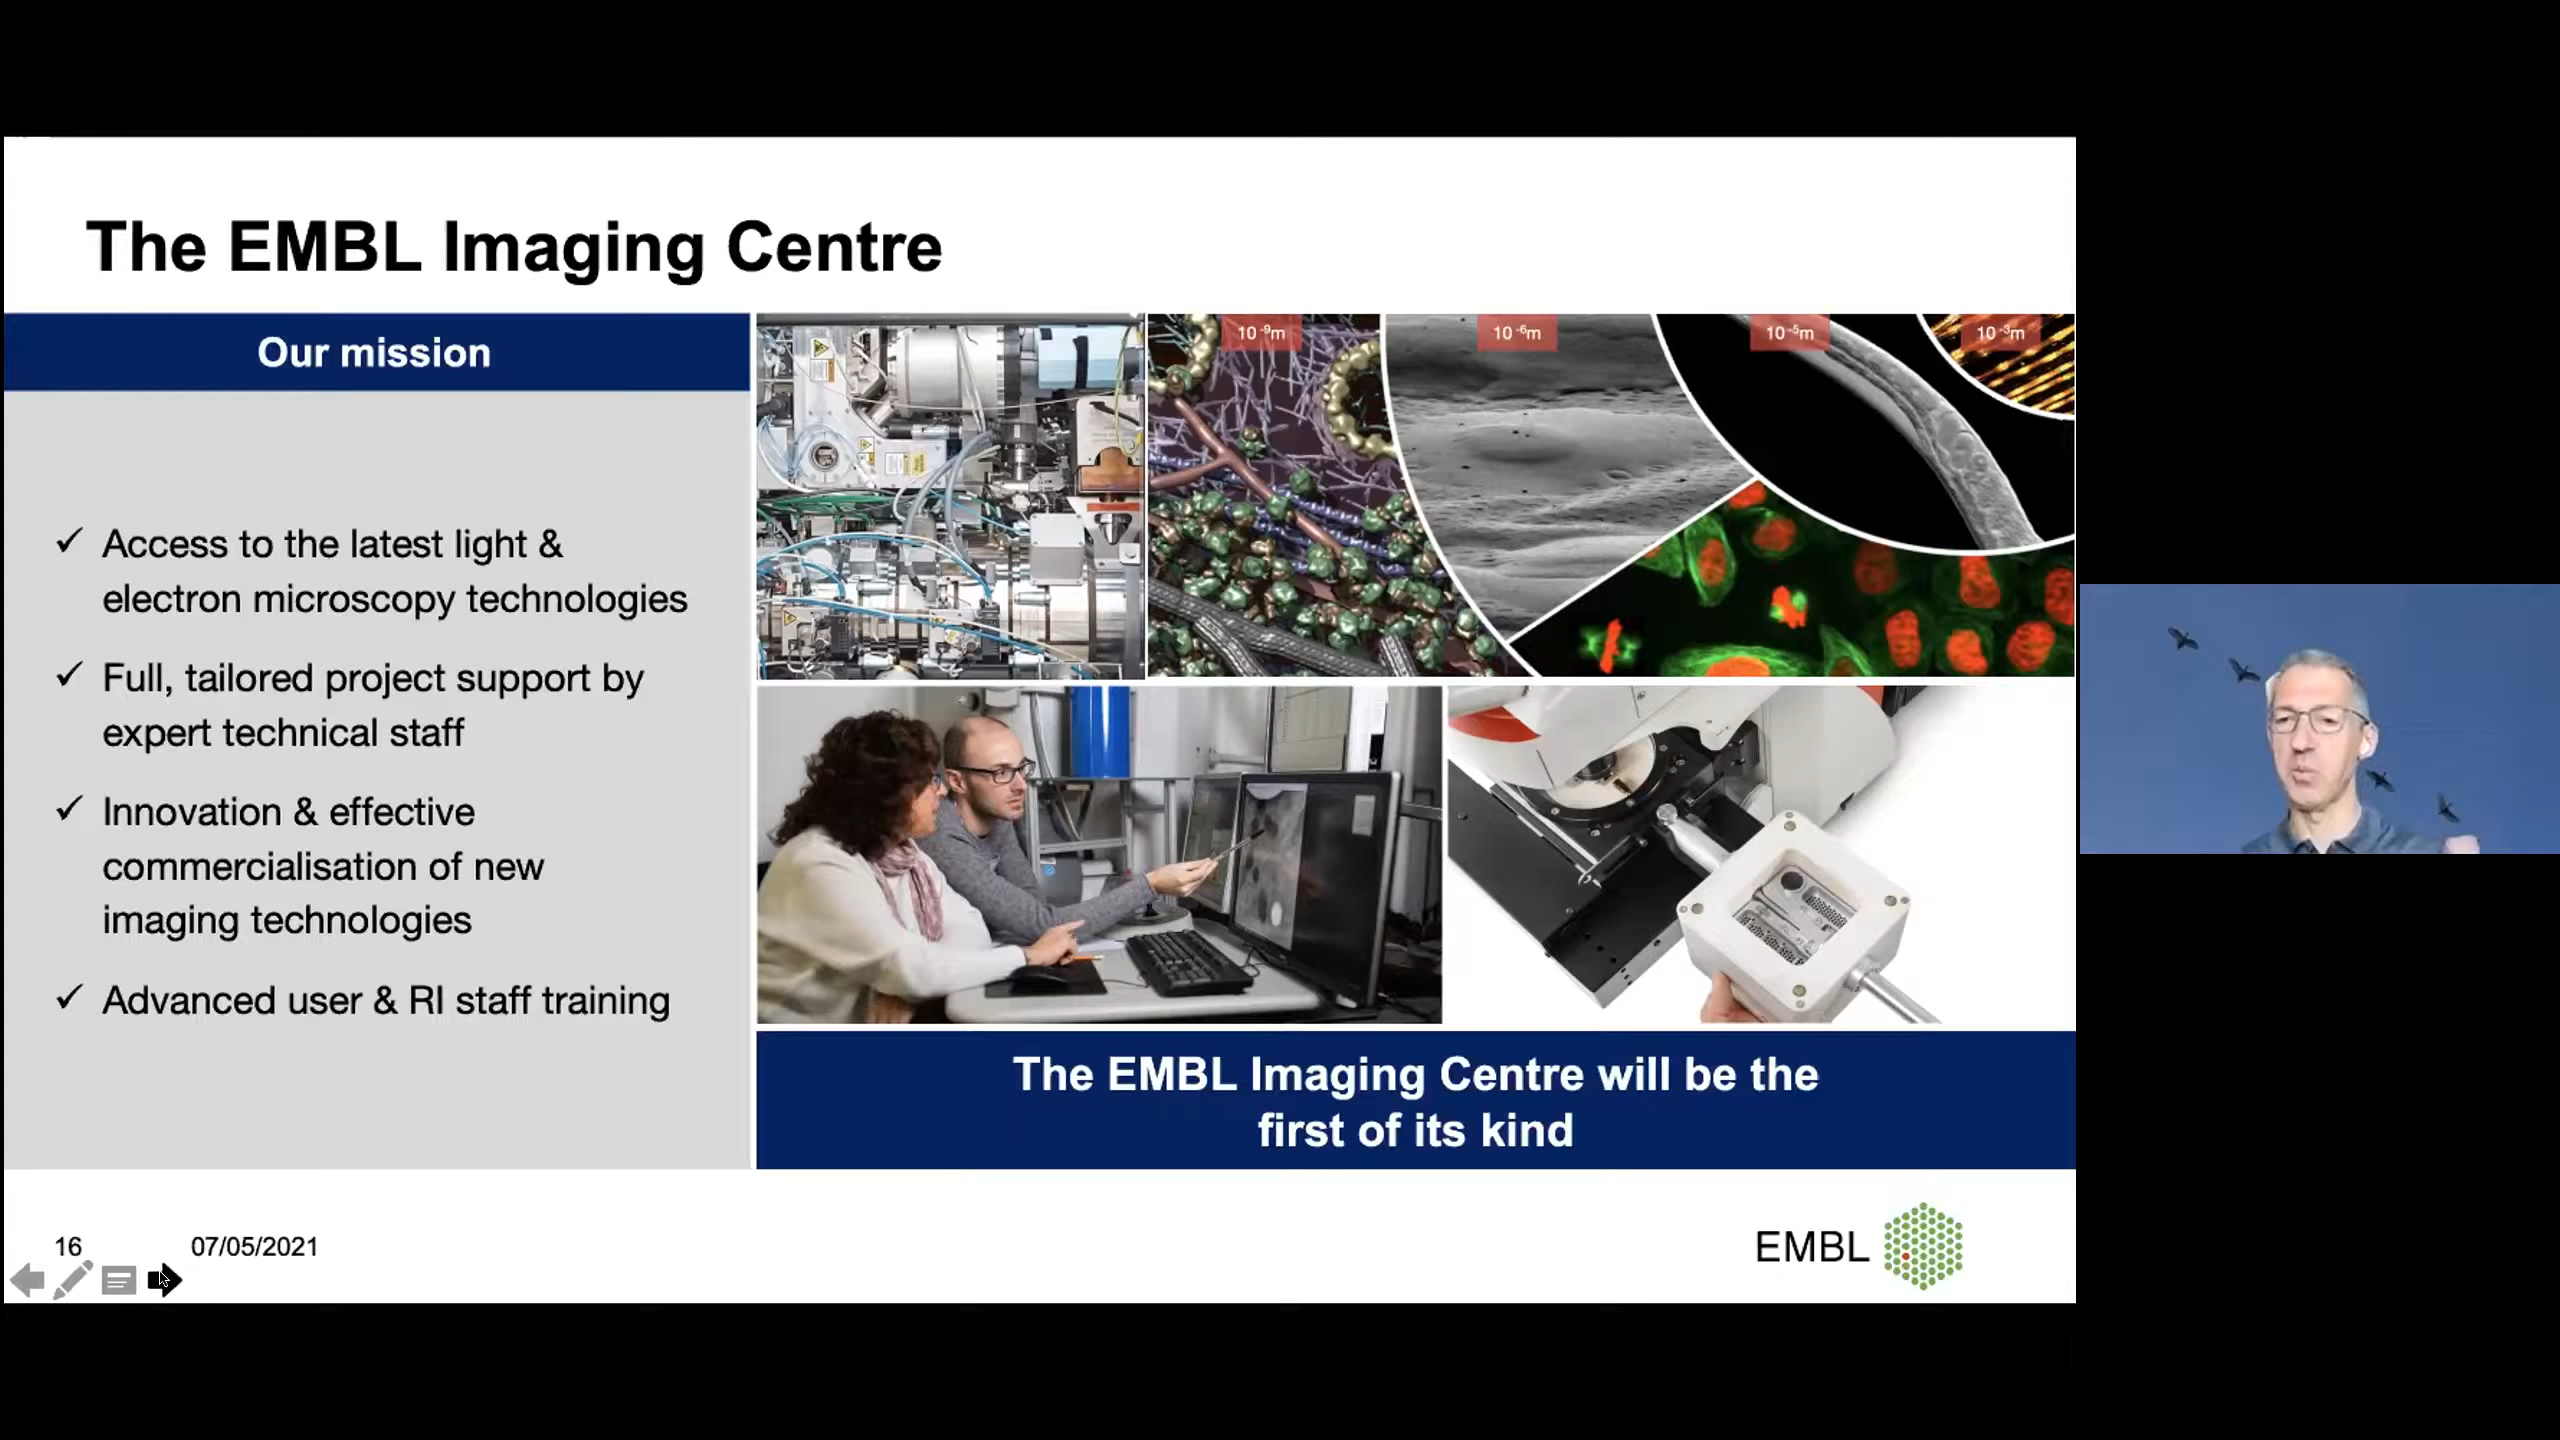 The EMBL Imaging Centre
Our mission
✓ Access to the latest light &
electron microscopy technologies
✓ Full, tailored project support by
expert technical staff
✓ Innovation & effective
commercialisation of new
imaging technologies
✓ Advanced user & RI staff training
10⁻⁹m
10⁻⁶m
10⁻⁵m
10⁻³m
The EMBL Imaging Centre will be the
first of its kind
16
07/05/2021
EMBL